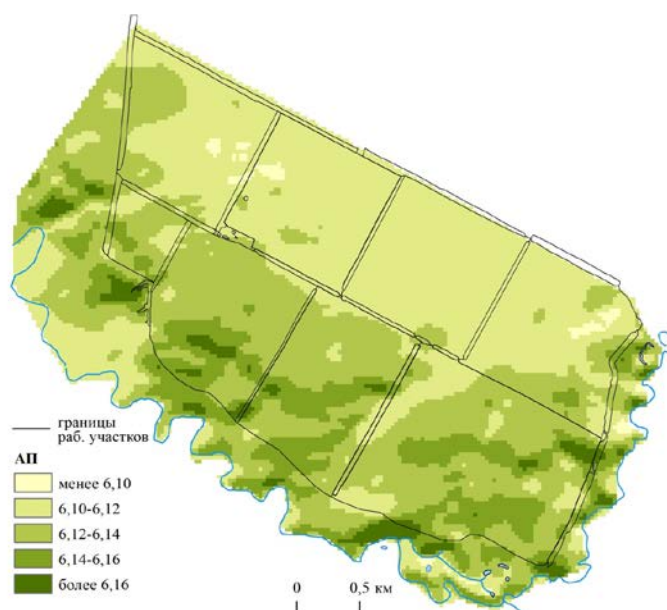 границы
раб. участков
АП
менее 6,10
6,10-6,12
6,12-6,14
6,14-6,16
более 6,16
0 0,5 км